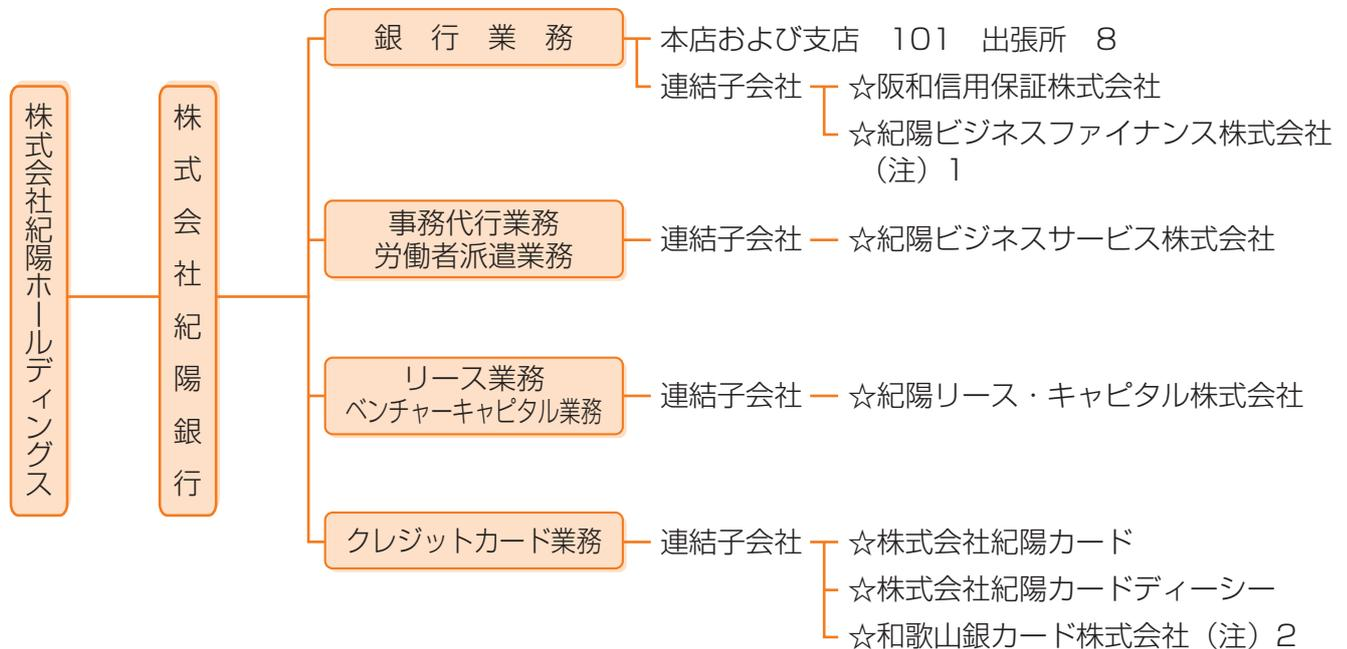 株式会社紀陽ホールディングス
株式会社紀陽銀行
銀行業務
本店および支店 101 出張所 8
連結子会社
☆阪和信用保証株式会社
☆紀陽ビジネスファイナンス株式会社
（注）1
事務代行業務
労働者派遣業務
連結子会社
☆紀陽ビジネスサービス株式会社
リース業務
ベンチャーキャピタル業務
連結子会社
☆紀陽リース・キャピタル株式会社
クレジットカード業務
連結子会社
☆株式会社紀陽カード
☆株式会社紀陽カードディーシー
☆和歌山銀カード株式会社（注）2